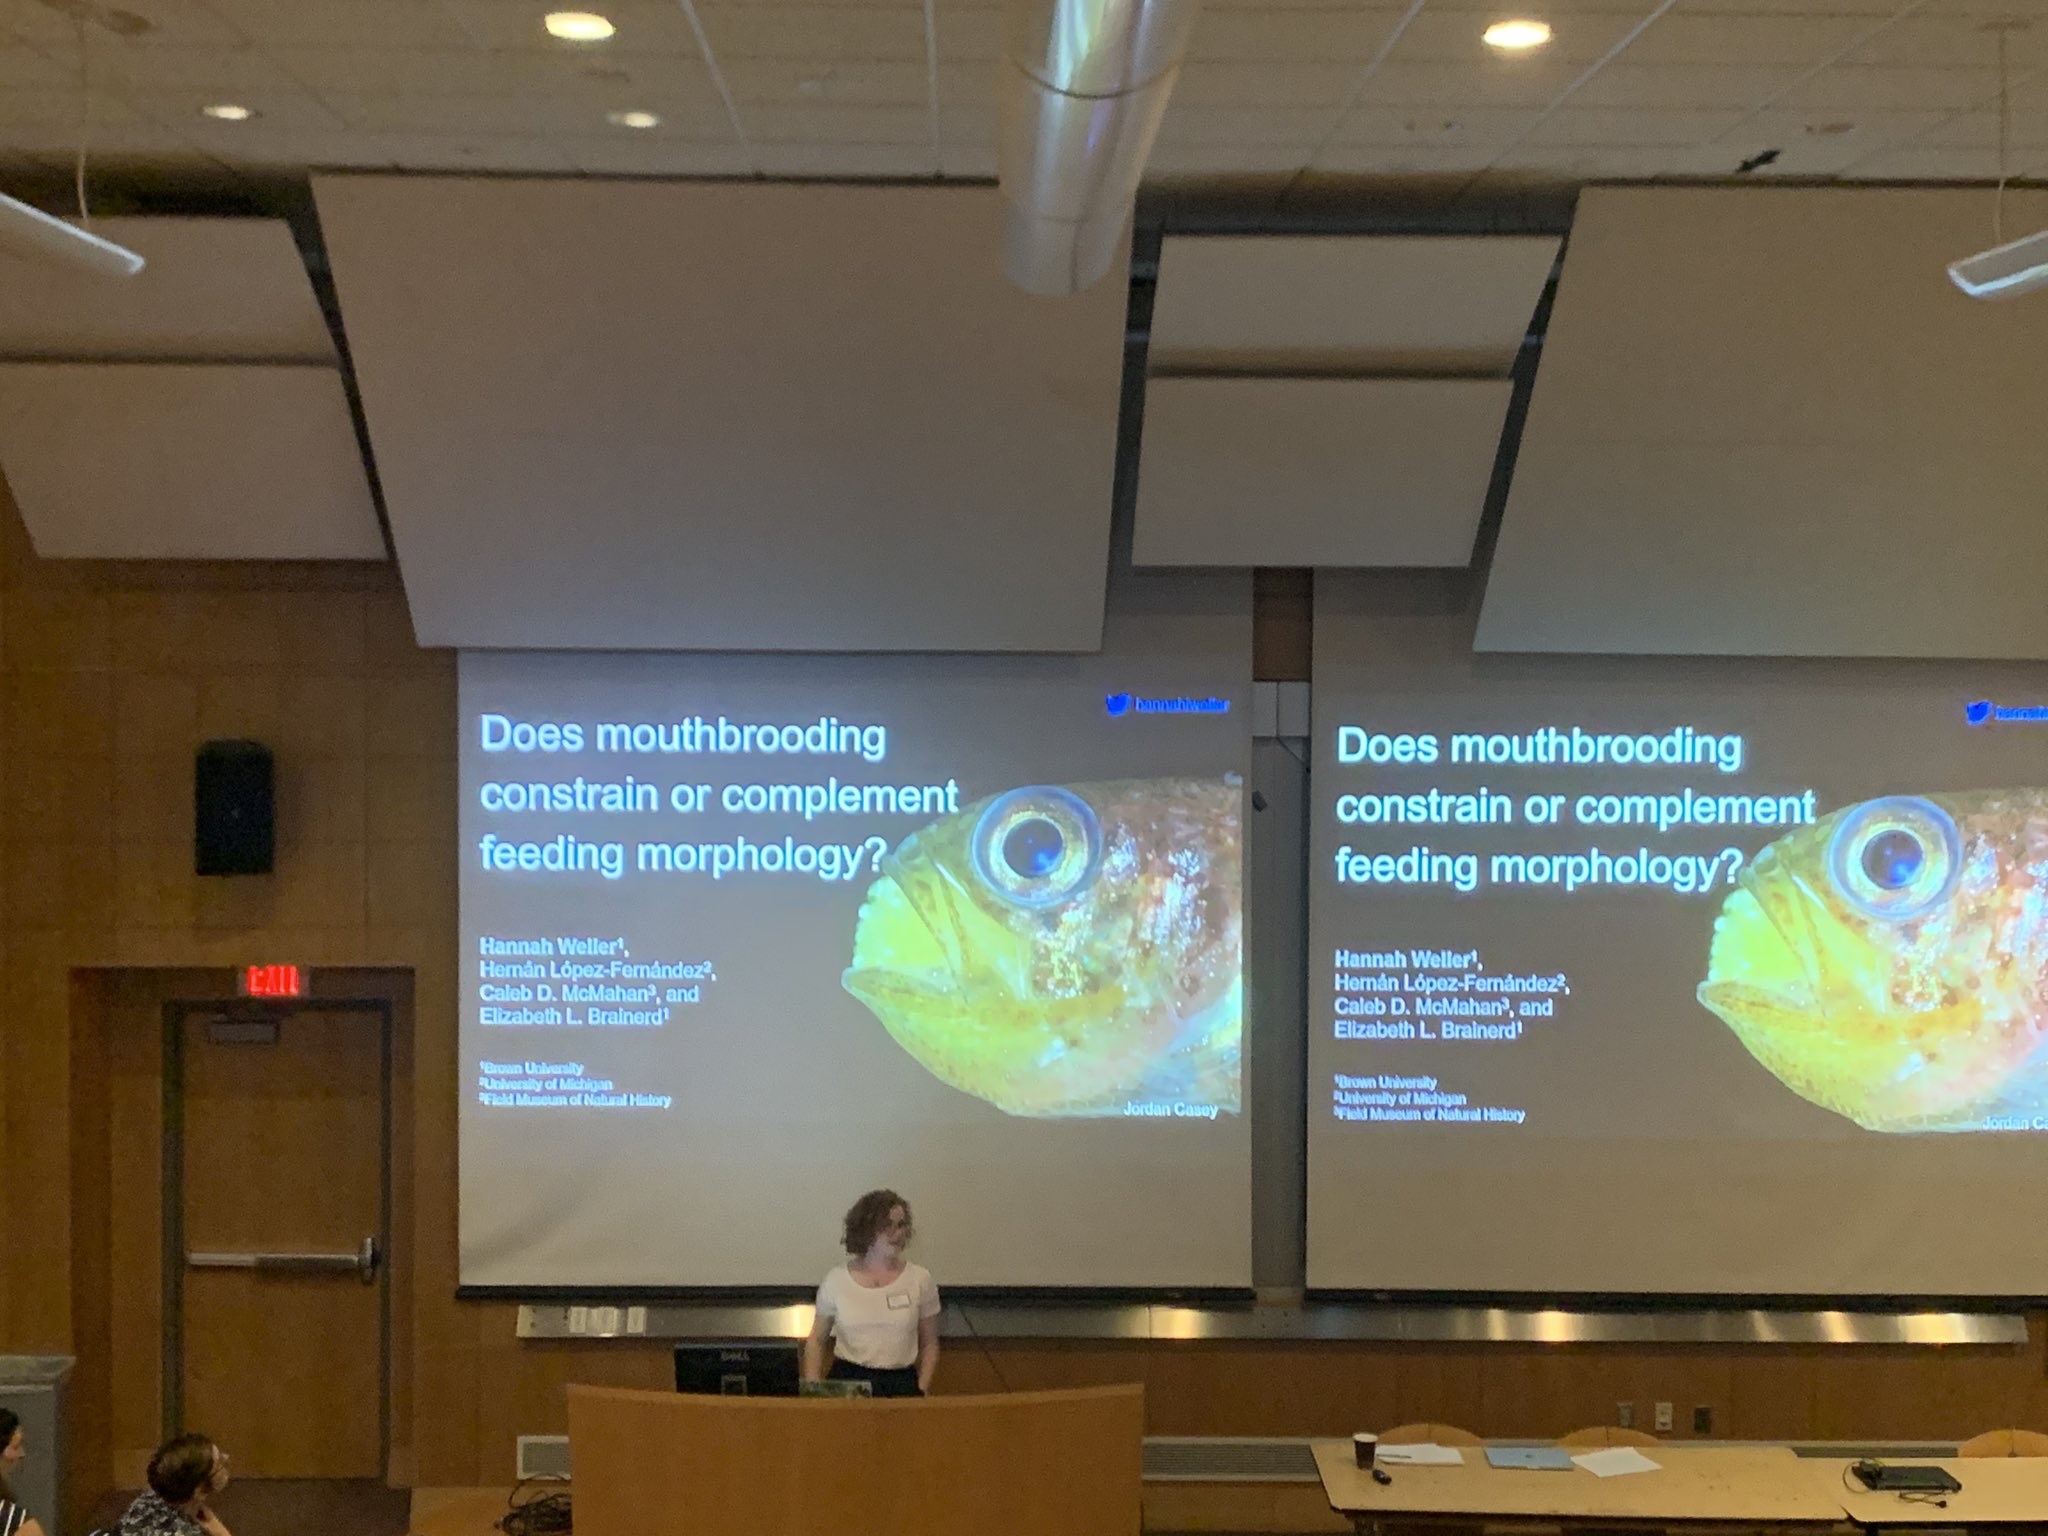 hannahlweller
Does mouthbrooding
constrain or complement
feeding morphology?
Hannah Weller¹,
Hernán López-Fernández²,
Caleb D. McMahan³, and
Elizabeth L. Brainerd¹
¹Brown University
²University of Michigan
³Field Museum of Natural History
Jordan Casey
Does mouthbrooding
constrain or complement
feeding morphology?
Hannah Weller¹,
Hernán López-Fernández²,
Caleb D. McMahan³, and
Elizabeth L. Brainerd¹
¹Brown University
²University of Michigan
³Field Museum of Natural History
Jordan Ca
EXIT
DELL